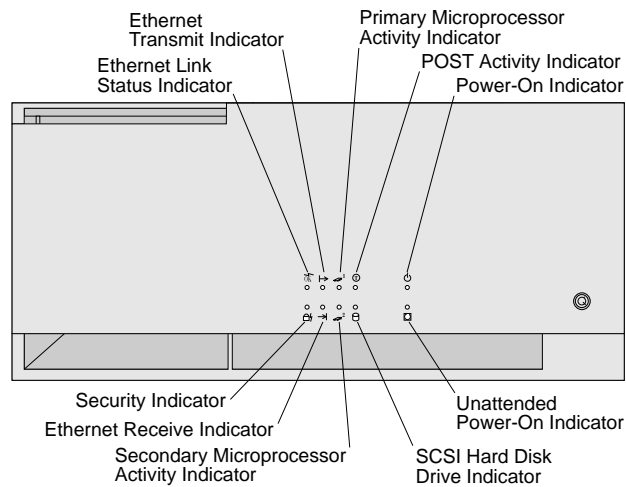 Ethernet
Transmit Indicator
Primary Microprocessor
Activity Indicator
Ethernet Link
Status Indicator
POST Activity Indicator
Power-On Indicator
Security Indicator
Ethernet Receive Indicator
Secondary Microprocessor
Activity Indicator
Unattended
Power-On Indicator
SCSI Hard Disk
Drive Indicator